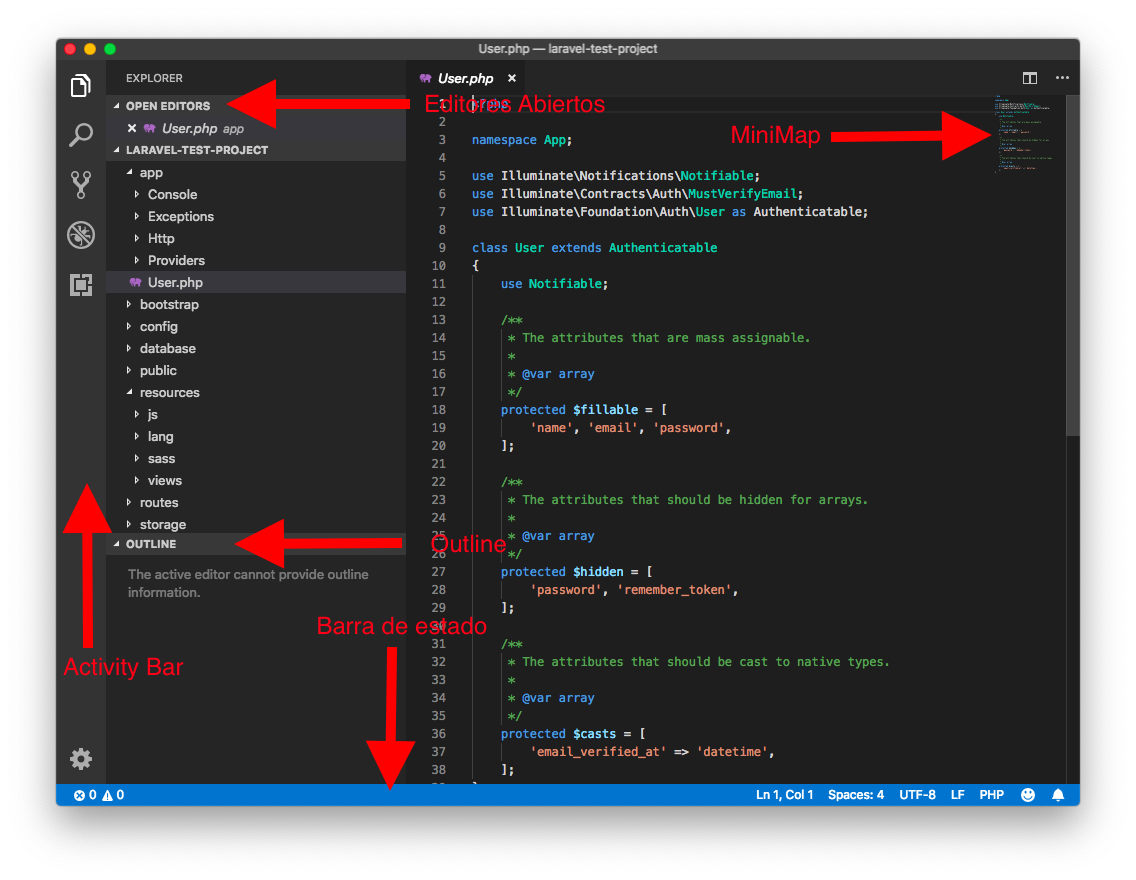 User.php — laravel-test-project
EXPLORER
OPEN EDITORS
User.php app
LARAVEL-TEST-PROJECT
app
Console
Exceptions
Http
Providers
User.php
bootstrap
config
database
public
resources
js
lang
sass
views
routes
storage
OUTLINE
The active editor cannot provide outline
information.
Activity Bar
Editores Abiertos
MiniMap
Outline
Barra de estado
User.php
1 <?php
2
3 namespace App;
4
5 use Illuminate\Notifications\Notifiable;
6 use Illuminate\Contracts\Auth\MustVerifyEmail;
7 use Illuminate\Foundation\Auth\User as Authenticatable;
8
9 class User extends Authenticatable
10 {
11 use Notifiable;
12
13 /**
14 * The attributes that are mass assignable.
15 *
16 * @var array
17 */
18 protected $fillable = [
19 'name', 'email', 'password',
20 ];
21
22 /**
23 * The attributes that should be hidden for arrays.
24 *
25 * @var array
26 */
27 protected $hidden = [
28 'password', 'remember_token',
29 ];
30
31 /**
32 * The attributes that should be cast to native types.
33 *
34 * @var array
35 */
36 protected $casts = [
37 'email_verified_at' => 'datetime',
38 ];
0 0
Ln 1, Col 1 Spaces: 4 UTF-8 LF PHP